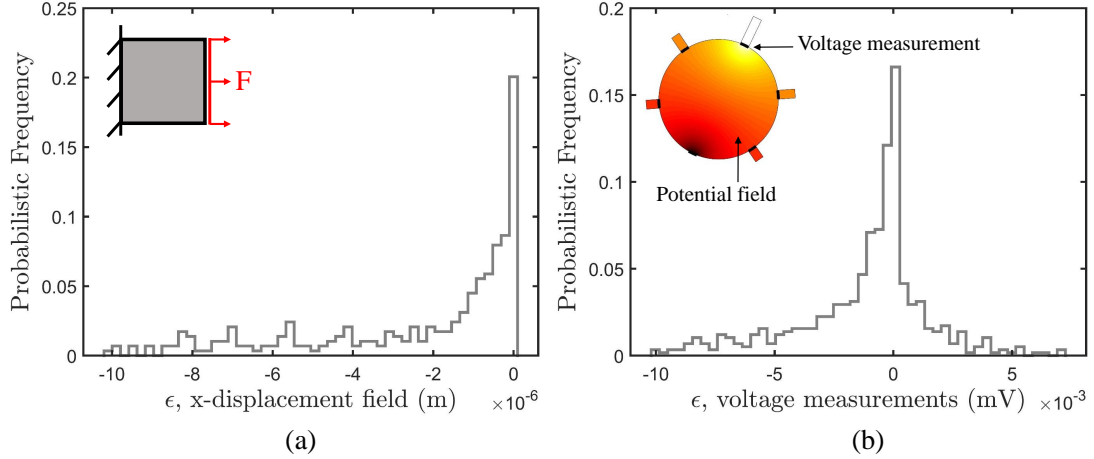 0.25
0.20
0.15
0.1
0.05
0
Probabilistic Frequency
F
-10
-8
-6
-4
-2
0
ϵ, x-displacement field (m)
×10⁻⁶
(a)
0.2
0.15
0.1
0.05
0
Probabilistic Frequency
Voltage measurement
Potential field
-10
-5
0
5
ϵ, voltage measurements (mV)
×10⁻³
(b)